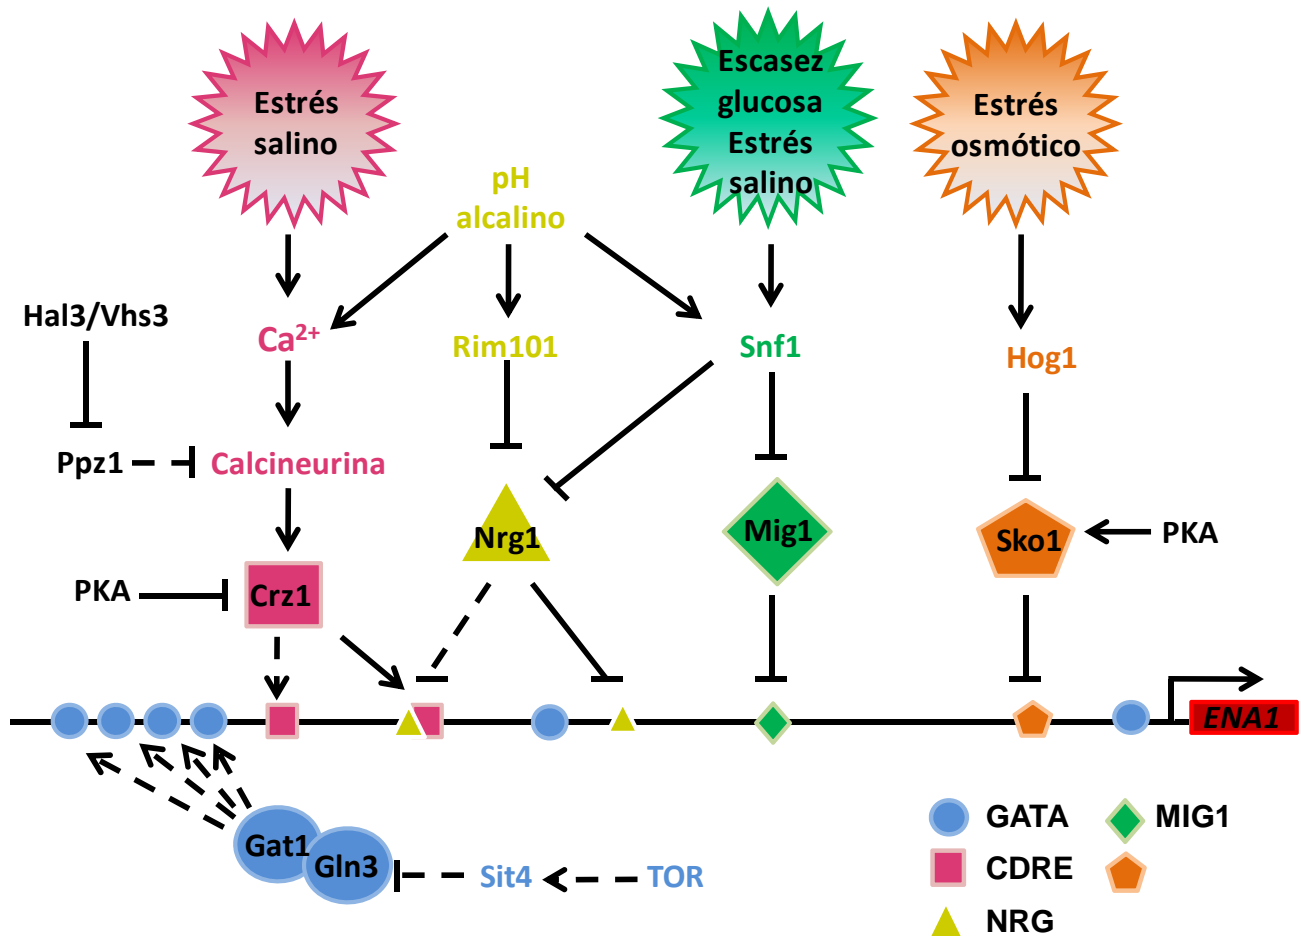 Estrés
salino
Escasez
glucosa
Estrés
salino
Estrés
osmótico
pH
alcalino
Hal3/Vhs3
Ca²⁺
Rim101
Snf1
Hog1
Ppz1
Calcineurina
Nrg1
Mig1
Sko1
PKA
PKA
Crz1
ENA1
Gat1
Gln3
Sit4
TOR
GATA
MIG1
CDRE
NRG